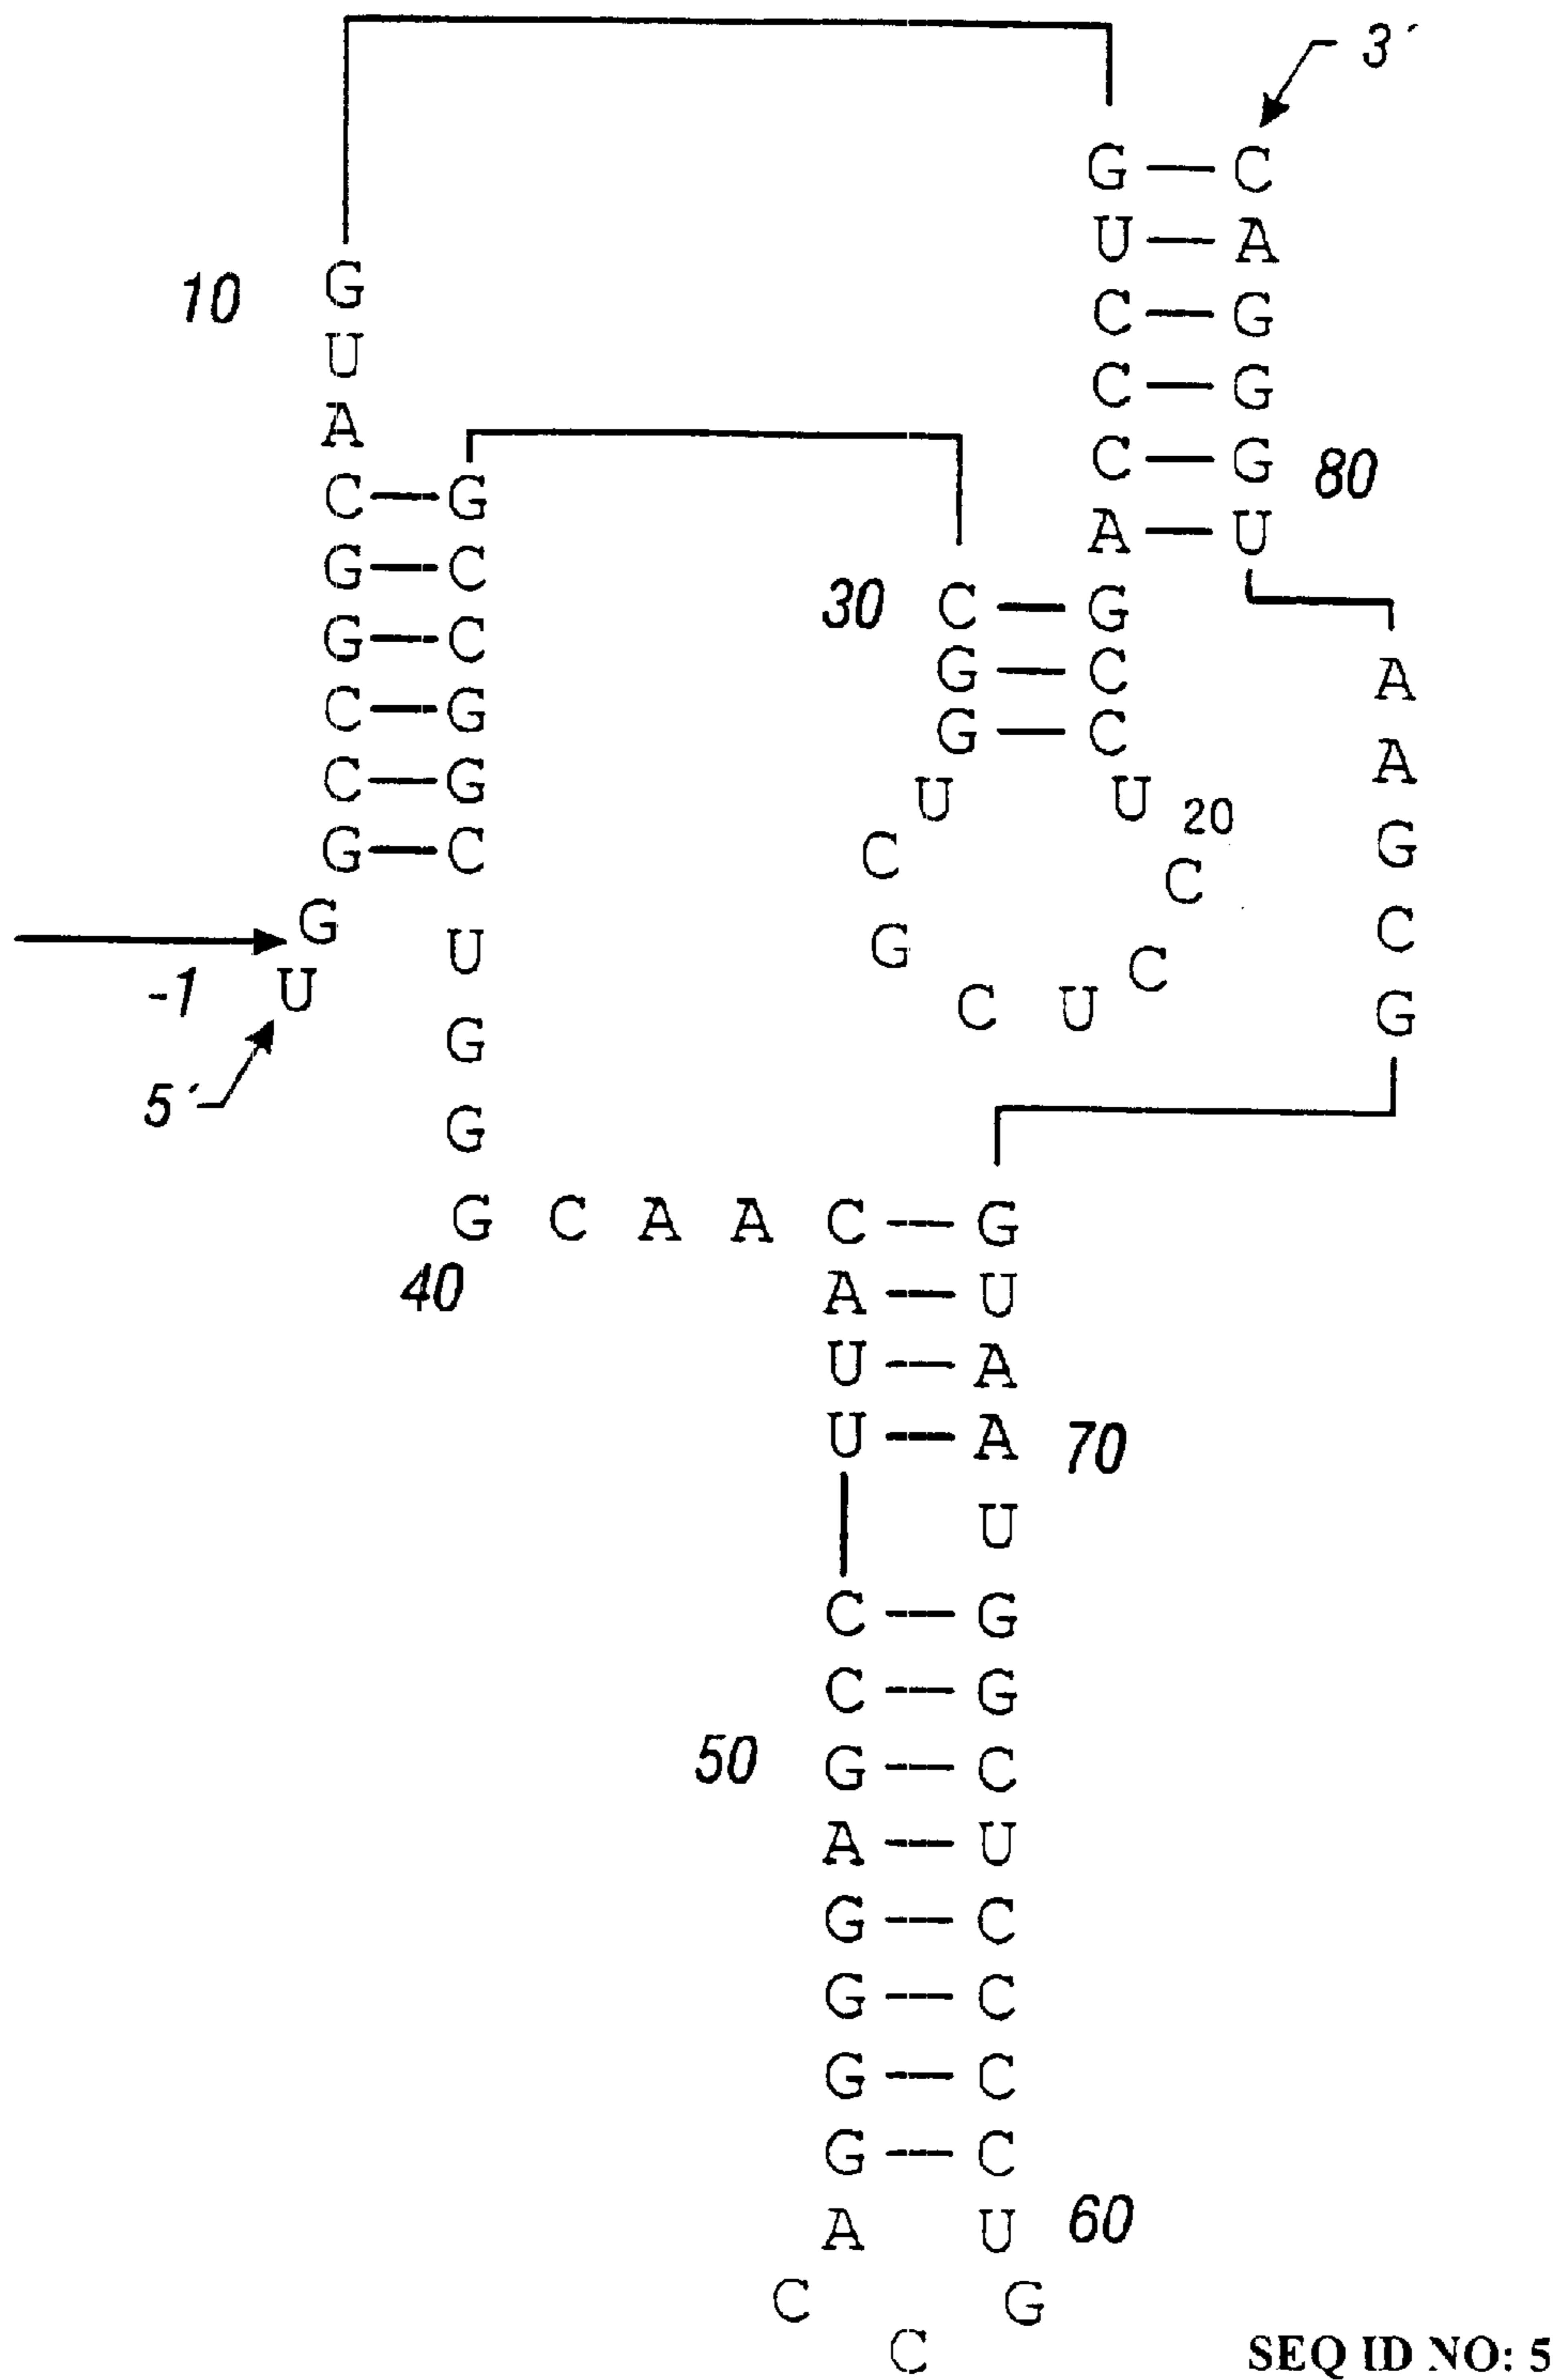 3´
G — C
U — A
10 G C — G
U C — G
A C — G 80
C — G A — U
G — C 30 C — G
G — C G — C A
C — G G — C A
C — G U U 20 G
G — C C C C
G U G C G
-1 U G C U
5´ G
G C A A C — G
40 A — U
U — A
U — A 70
U
C — G
C — G
50 G — C
A — U
G — C
G — C
G — C
G — C
A U 60
C G
C
SEQ ID NO: 5